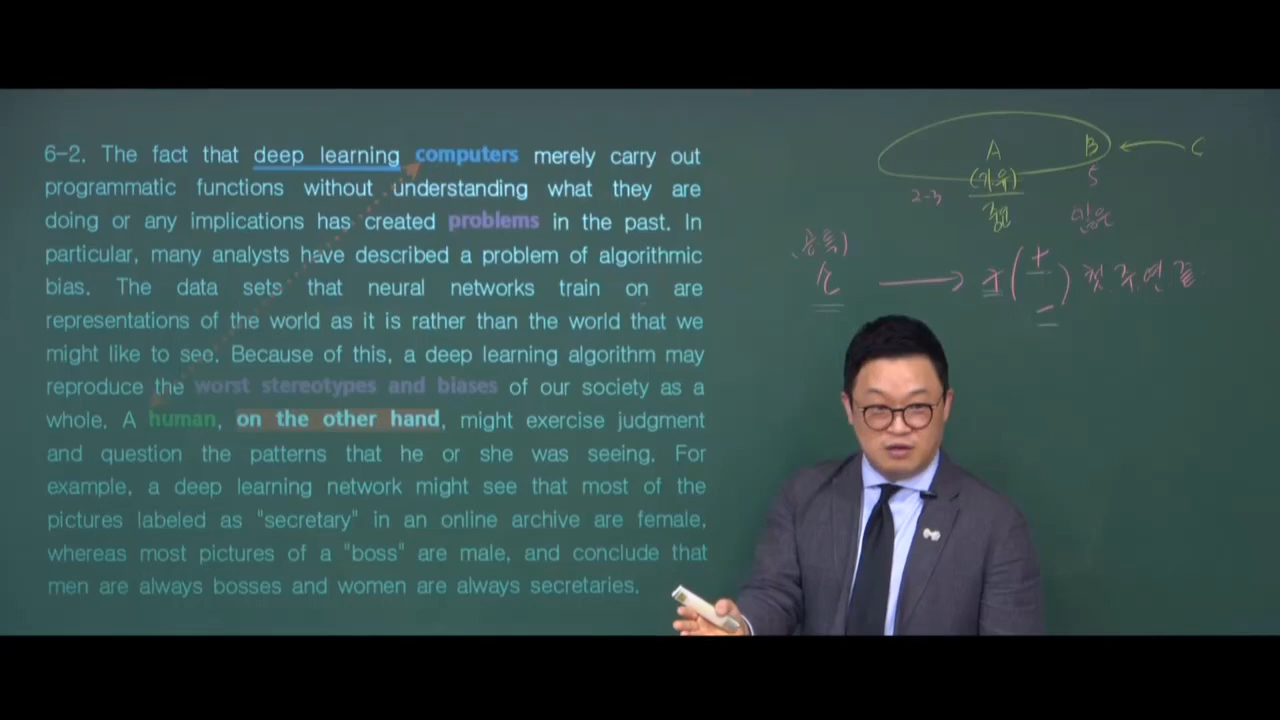 6-2. The fact that deep learning computers merely carry out
programmatic functions without understanding what they are
doing or any implications has created problems in the past. In
particular, many analysts have described a problem of algorithmic
bias. The data sets that neural networks train on are
representations of the world as it is rather than the world that we
might like to see. Because of this, a deep learning algorithm may
reproduce the worst stereotypes and biases of our society as a
whole. A human, on the other hand, might exercise judgment
and question the patterns that he or she was seeing. For
example, a deep learning network might see that most of the
pictures labeled as "secretary" in an online archive are female,
whereas most pictures of a "boss" are male, and conclude that
men are always bosses and women are always secretaries.
A B C
2-3
5
+
-